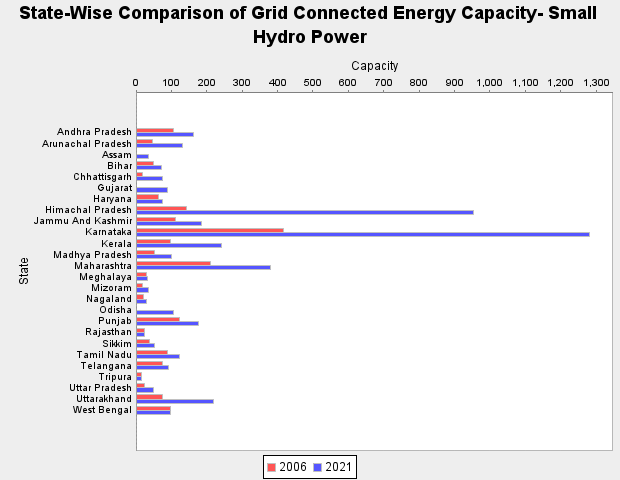 State-Wise Comparison of Grid Connected Energy Capacity- Small
Hydro Power
Capacity
0 100 200 300 400 500 600 700 800 900 1,000 1,100 1,200 1,300
Andhra Pradesh
Arunachal Pradesh
Assam
Bihar
Chhattisgarh
Gujarat
Haryana
Himachal Pradesh
Jammu And Kashmir
Karnataka
Kerala
Madhya Pradesh
Maharashtra
Meghalaya
Mizoram
Nagaland
Odisha
Punjab
Rajasthan
Sikkim
Tamil Nadu
Telangana
Tripura
Uttar Pradesh
Uttarakhand
West Bengal
State
2006 2021